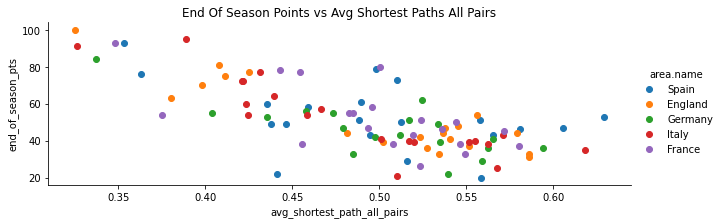 End Of Season Points vs Avg Shortest Paths All Pairs
100
80
60
40
20
end_of_season_pts
0.35
0.40
0.45
0.50
0.55
0.60
avg_shortest_path_all_pairs
area.name
Spain
England
Germany
Italy
France